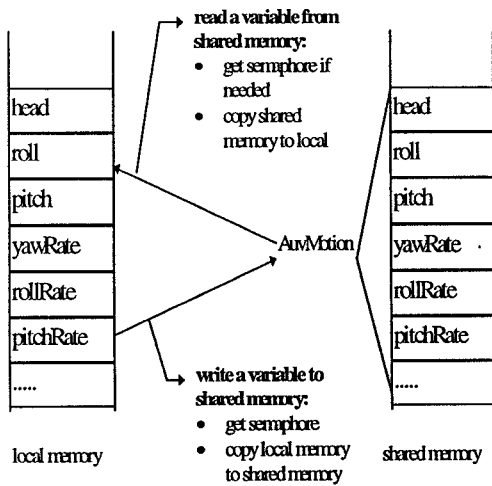 read a variable from
shared memory:
• get semaphore if
needed
• copy shared
memory to local
head
roll
pitch
yawRate
rollRate
pitchRate
.....
AuvMotion
head
roll
pitch
yawRate
rollRate
pitchRate
.....
write a variable to
shared memory:
• get semaphore
• copy local memory
to shared memory
local memory
shared memory